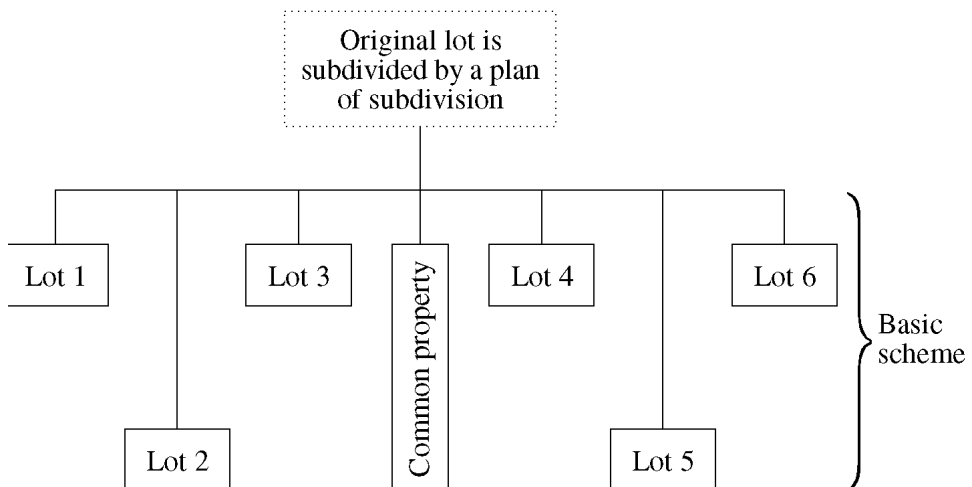 Original lot is
subdivided by a plan
of subdivision
Lot 1
Lot 3
Common property
Lot 4
Lot 6
Basic
scheme
Lot 2
Lot 5